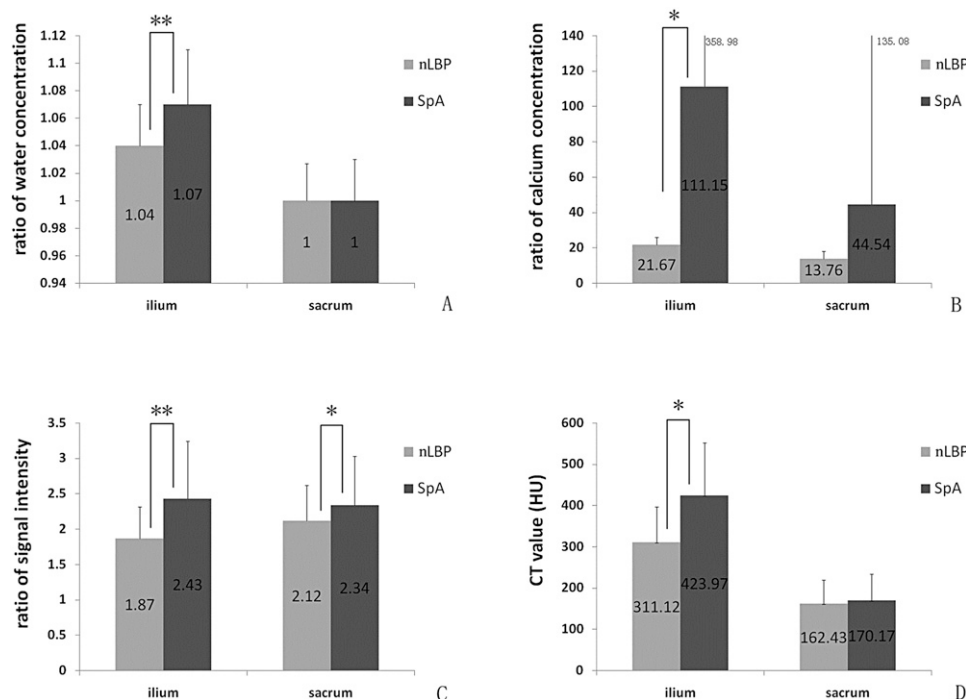 **
ratio of water concentration
1.12
1.1
1.08
1.06
1.04
1.02
1
0.98
0.96
0.94
1.04
1.07
1
1
nLBP
SpA
ilium
sacrum
A
*
ratio of calcium concentration
140
120
100
80
60
40
20
0
358.98
135.08
21.67
111.15
13.76
44.54
nLBP
SpA
ilium
sacrum
B
**
*
ratio of signal intensity
3.5
3
2.5
2
1.5
1
0.5
0
1.87
2.43
2.12
2.34
nLBP
SpA
ilium
sacrum
C
*
CT value (HU)
600
500
400
300
200
100
0
311.12
423.97
162.43
170.17
nLBP
SpA
ilium
sacrum
D